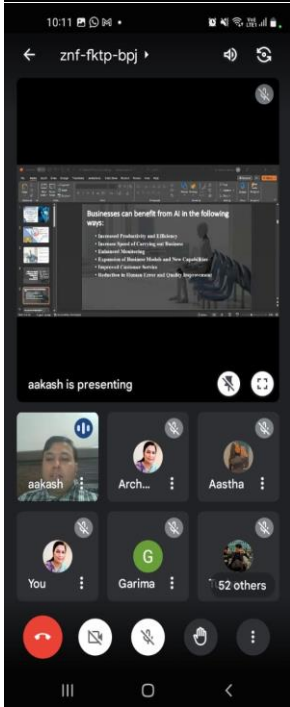 10:11
znf-fktp-bpj
Businesses can benefit from AI in the following
ways:
• Increased Productivity and Efficiency
• Increase Speed of Carrying out Business
• Enhanced Monitoring
• Expansion of Business Models and New Capabilities
• Improved Customer Service
• Reduction in Human Error and Quality Improvement
aakash is presenting
aakash
Arch...
Aastha
You
G
Garima
52 others